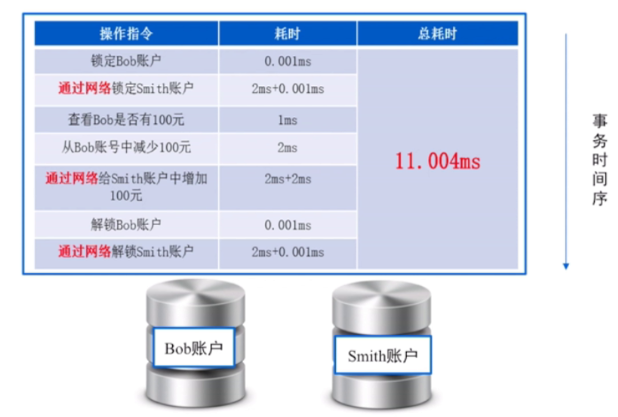 操作指令 耗时 总耗时
锁定Bob账户 0.001ms
通过网络锁定Smith账户 2ms+0.001ms
查看Bob是否有100元 1ms
从Bob账号中减少100元 2ms
11.004ms
通过网络给Smith账户中增加
100元
2ms+2ms
解锁Bob账户 0.001ms
通过网络解锁Smith账户 2ms+0.001ms
事务时间序
Bob账户
Smith账户